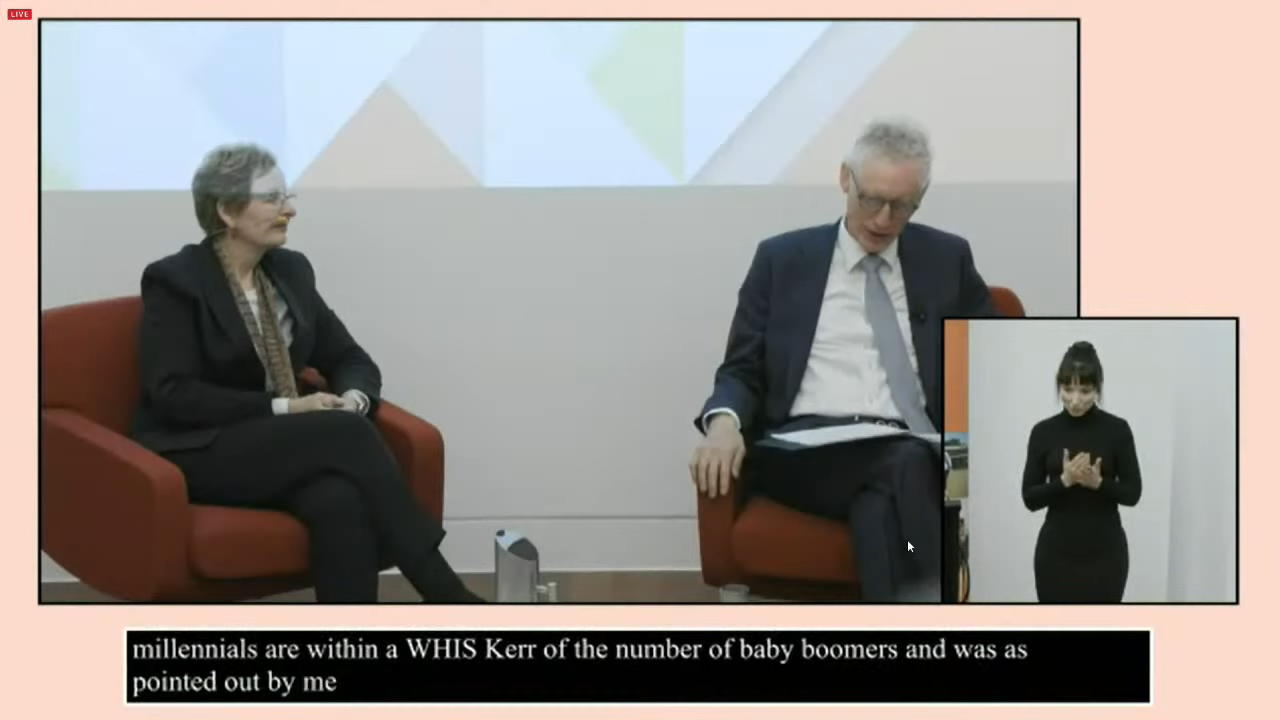 LIVE
millennials are within a WHIS Kerr of the number of baby boomers and was as
pointed out by me